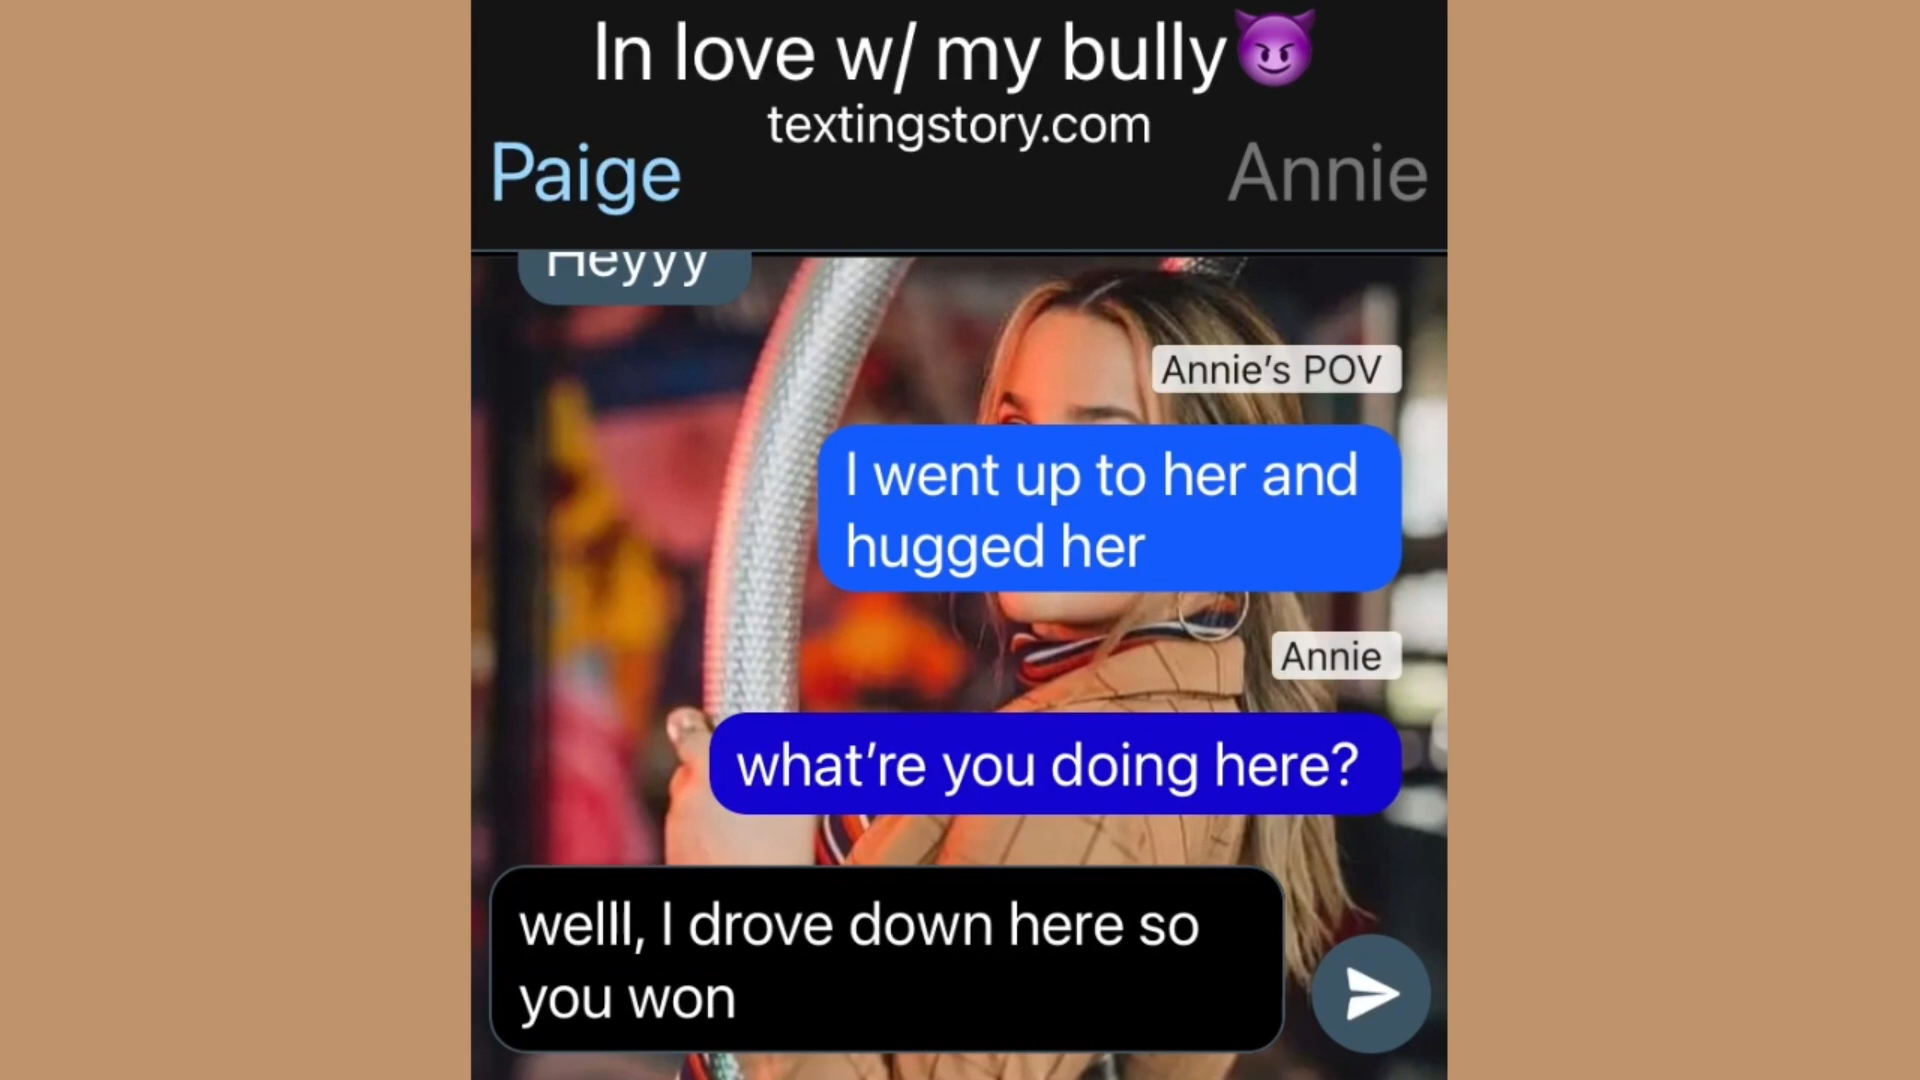 In love w/ my bully😈
textingstory.com
Paige
Annie
Heyyy
Annie’s POV
I went up to her and
hugged her
Annie
what’re you doing here?
welll, I drove down here so
you won